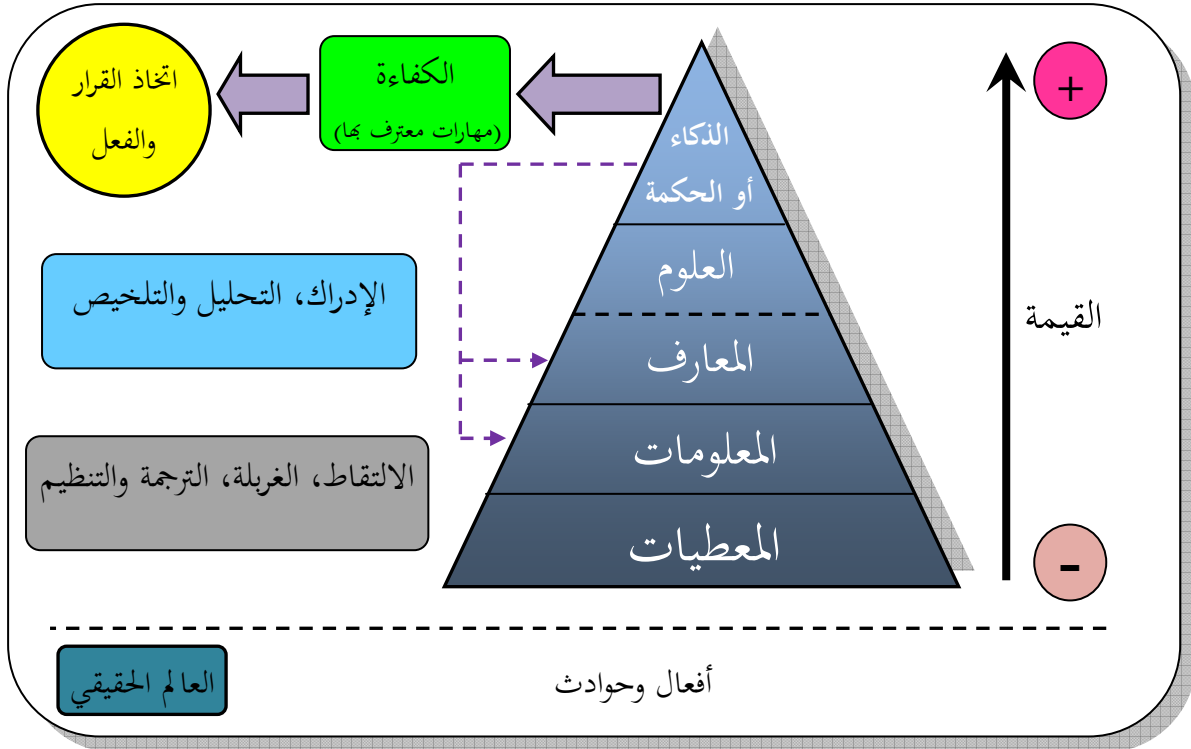 اتخاذ القرار
والفعل
الكفاءة
(مهارات معترف بها)
+
الذكاء
أو الحكمة
العلوم
القيمة
الإدراك، التحليل والتلخيص
المعارف
المعلومات
الالتقاط، الغربلة، الترجمة والتنظيم
المعطيات
-
أفعال وحوادث
العالم الحقيقي